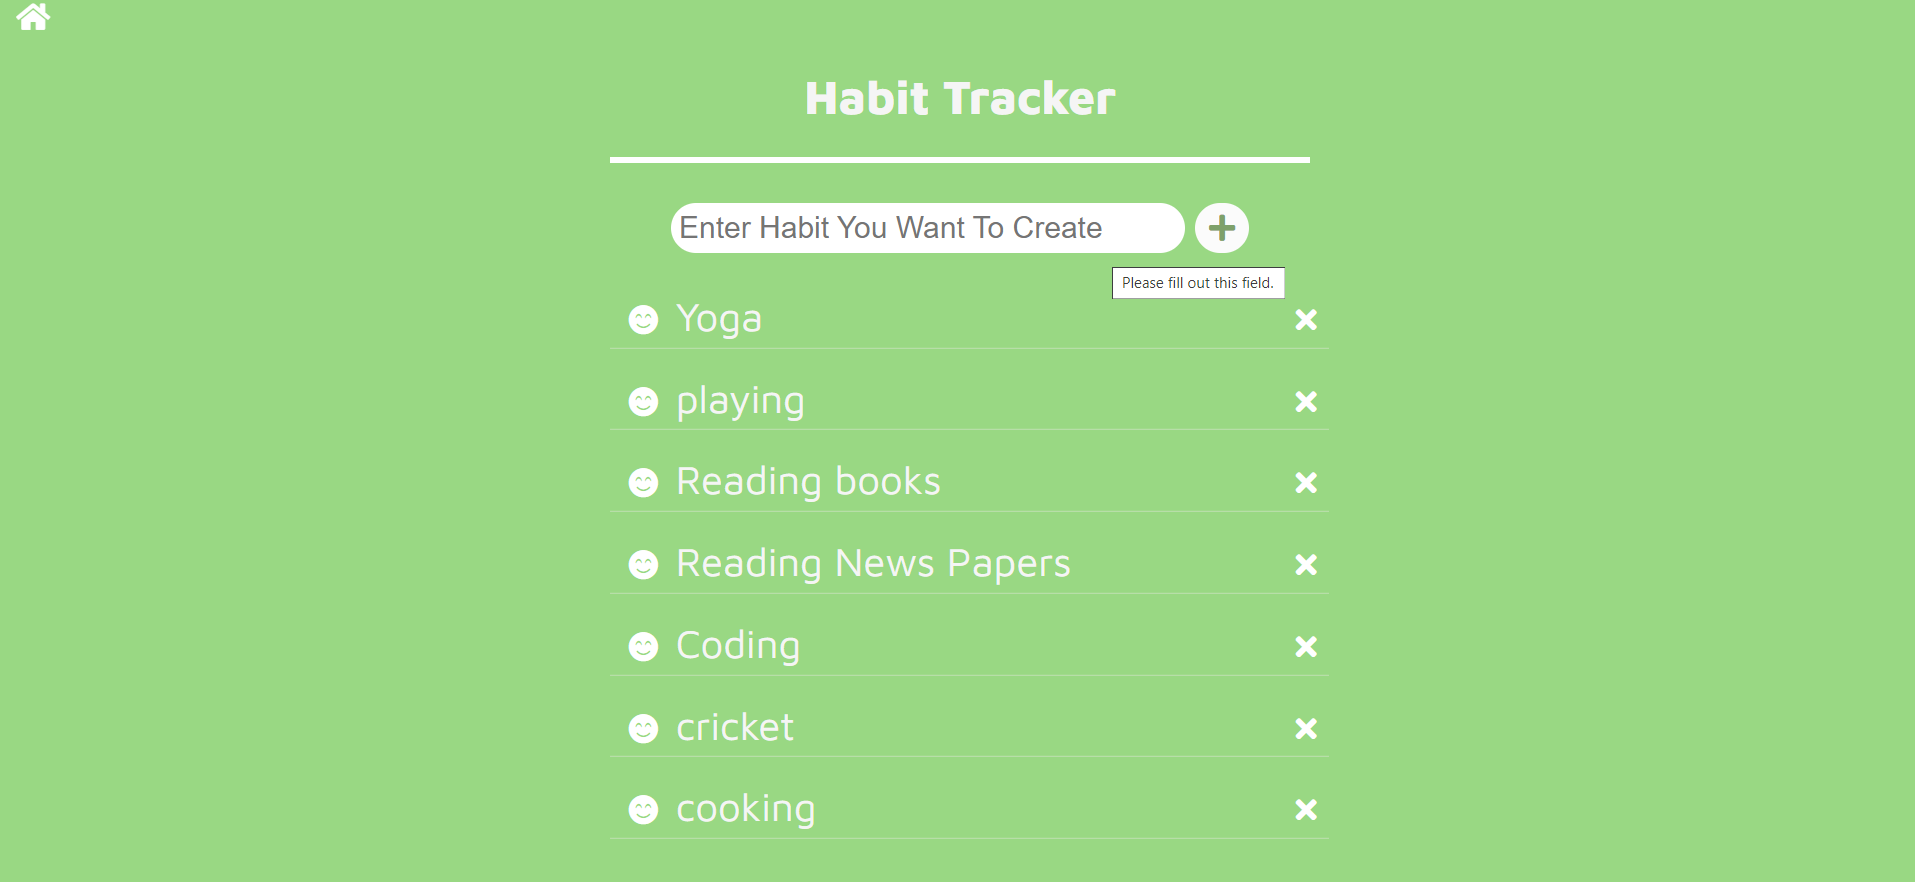 Habit Tracker
Enter Habit You Want To Create
Please fill out this field.
Yoga
playing
Reading books
Reading News Papers
Coding
cricket
cooking